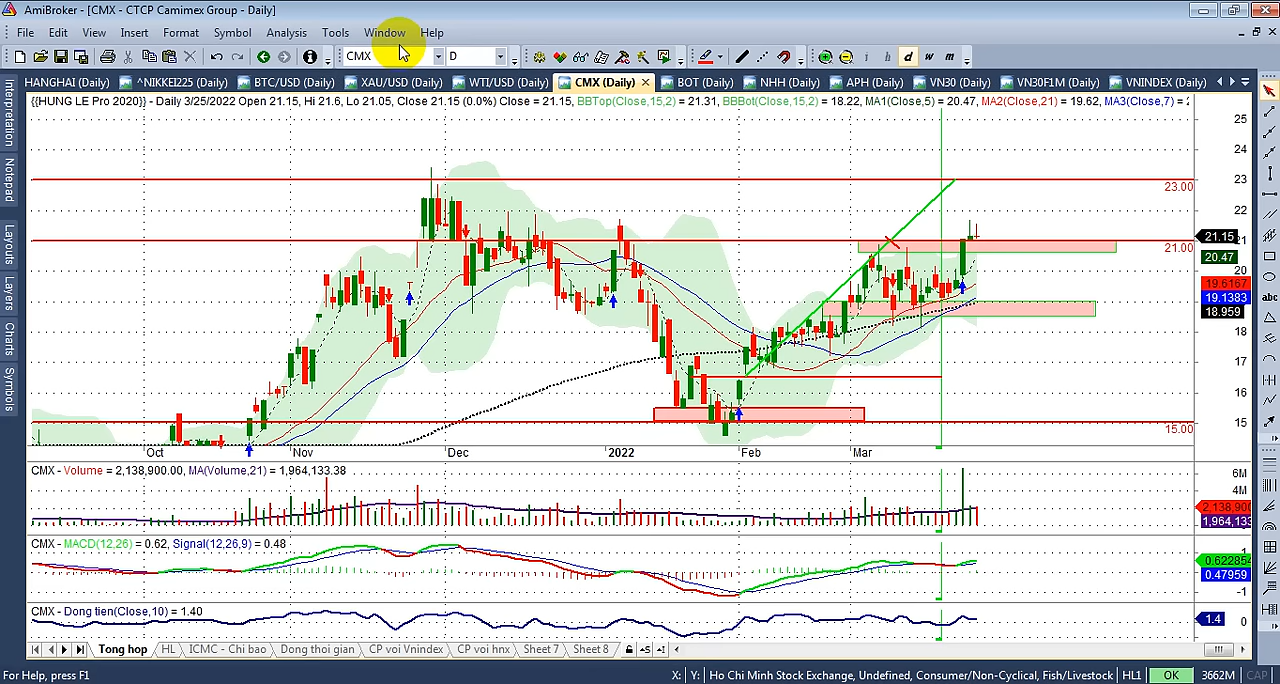 AmiBroker - [CMX - CTCP Camimex Group - Daily]
File Edit View Insert Format Symbol Analysis Tools Window Help
CMX D i h d w m
HANGHAI (Daily) ^NIKKEI225 (Daily) BTC/USD (Daily) XAU/USD (Daily) WTI/USD (Daily) CMX (Daily) BOT (Daily) NHH (Daily) APH (Daily) VN30 (Daily) VN30F1M (Daily) VNINDEX (Daily)
{{HUNG LE Pro 2020}} - Daily 3/25/2022 Open 21.15, Hi 21.6, Lo 21.05, Close 21.15 (0.0%) Close = 21.15, BBTop(Close,15,2) = 21.31, BBBot(Close,15,2) = 18.22, MA1(Close,5) = 20.47, MA2(Close,21) = 19.62, MA3(Close,7) =
Interpretation
Notepad
Layouts
Layers
Charts
Symbols
25
24
23
23.00
22
21.15
21
21.00
20.47
20
19.6167
19.1383
18.959
18
17
16
15
15.00
abc
Oct Nov Dec 2022 Feb Mar
CMX - Volume = 2,138,900.00, MA(Volume,21) = 1,964,133.38
6M
4M
2,138,900
1,964,133
CMX - MACD(12,26) = 0.62, Signal(12,26,9) = 0.48
1
0.622854
0.47959
-1
CMX - Dong tien(Close,10) = 1.40
1.4
0
Tong hop HL ICMC - Chi bao Dong thoi gian CP voi Vnindex CP voi hnx Sheet 7 Sheet 8
For Help, press F1 X: Y: Ho Chi Minh Stock Exchange, Undefined, Consumer/Non-Cyclical, Fish/Livestock HL1 OK 3662M CAP